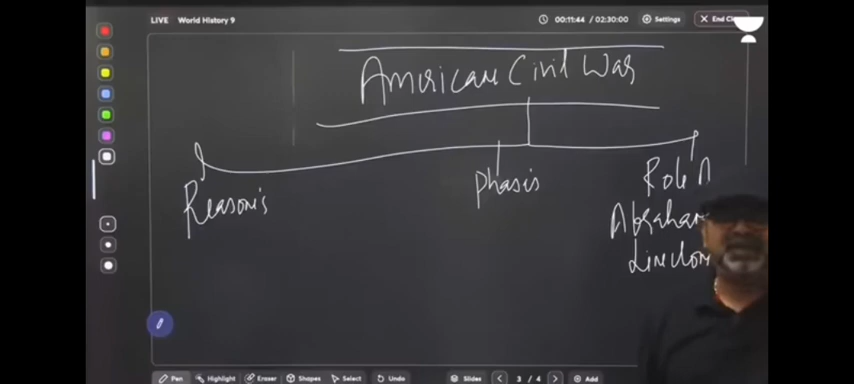 LIVE World History 9
00:11:44 / 02:30:00 Settings End
American Civil War
Reasons
Phasis
Role
Abraham
Lincoln
Pen Highlight Eraser Shapes Select Undo Slides 3 / 4 Add